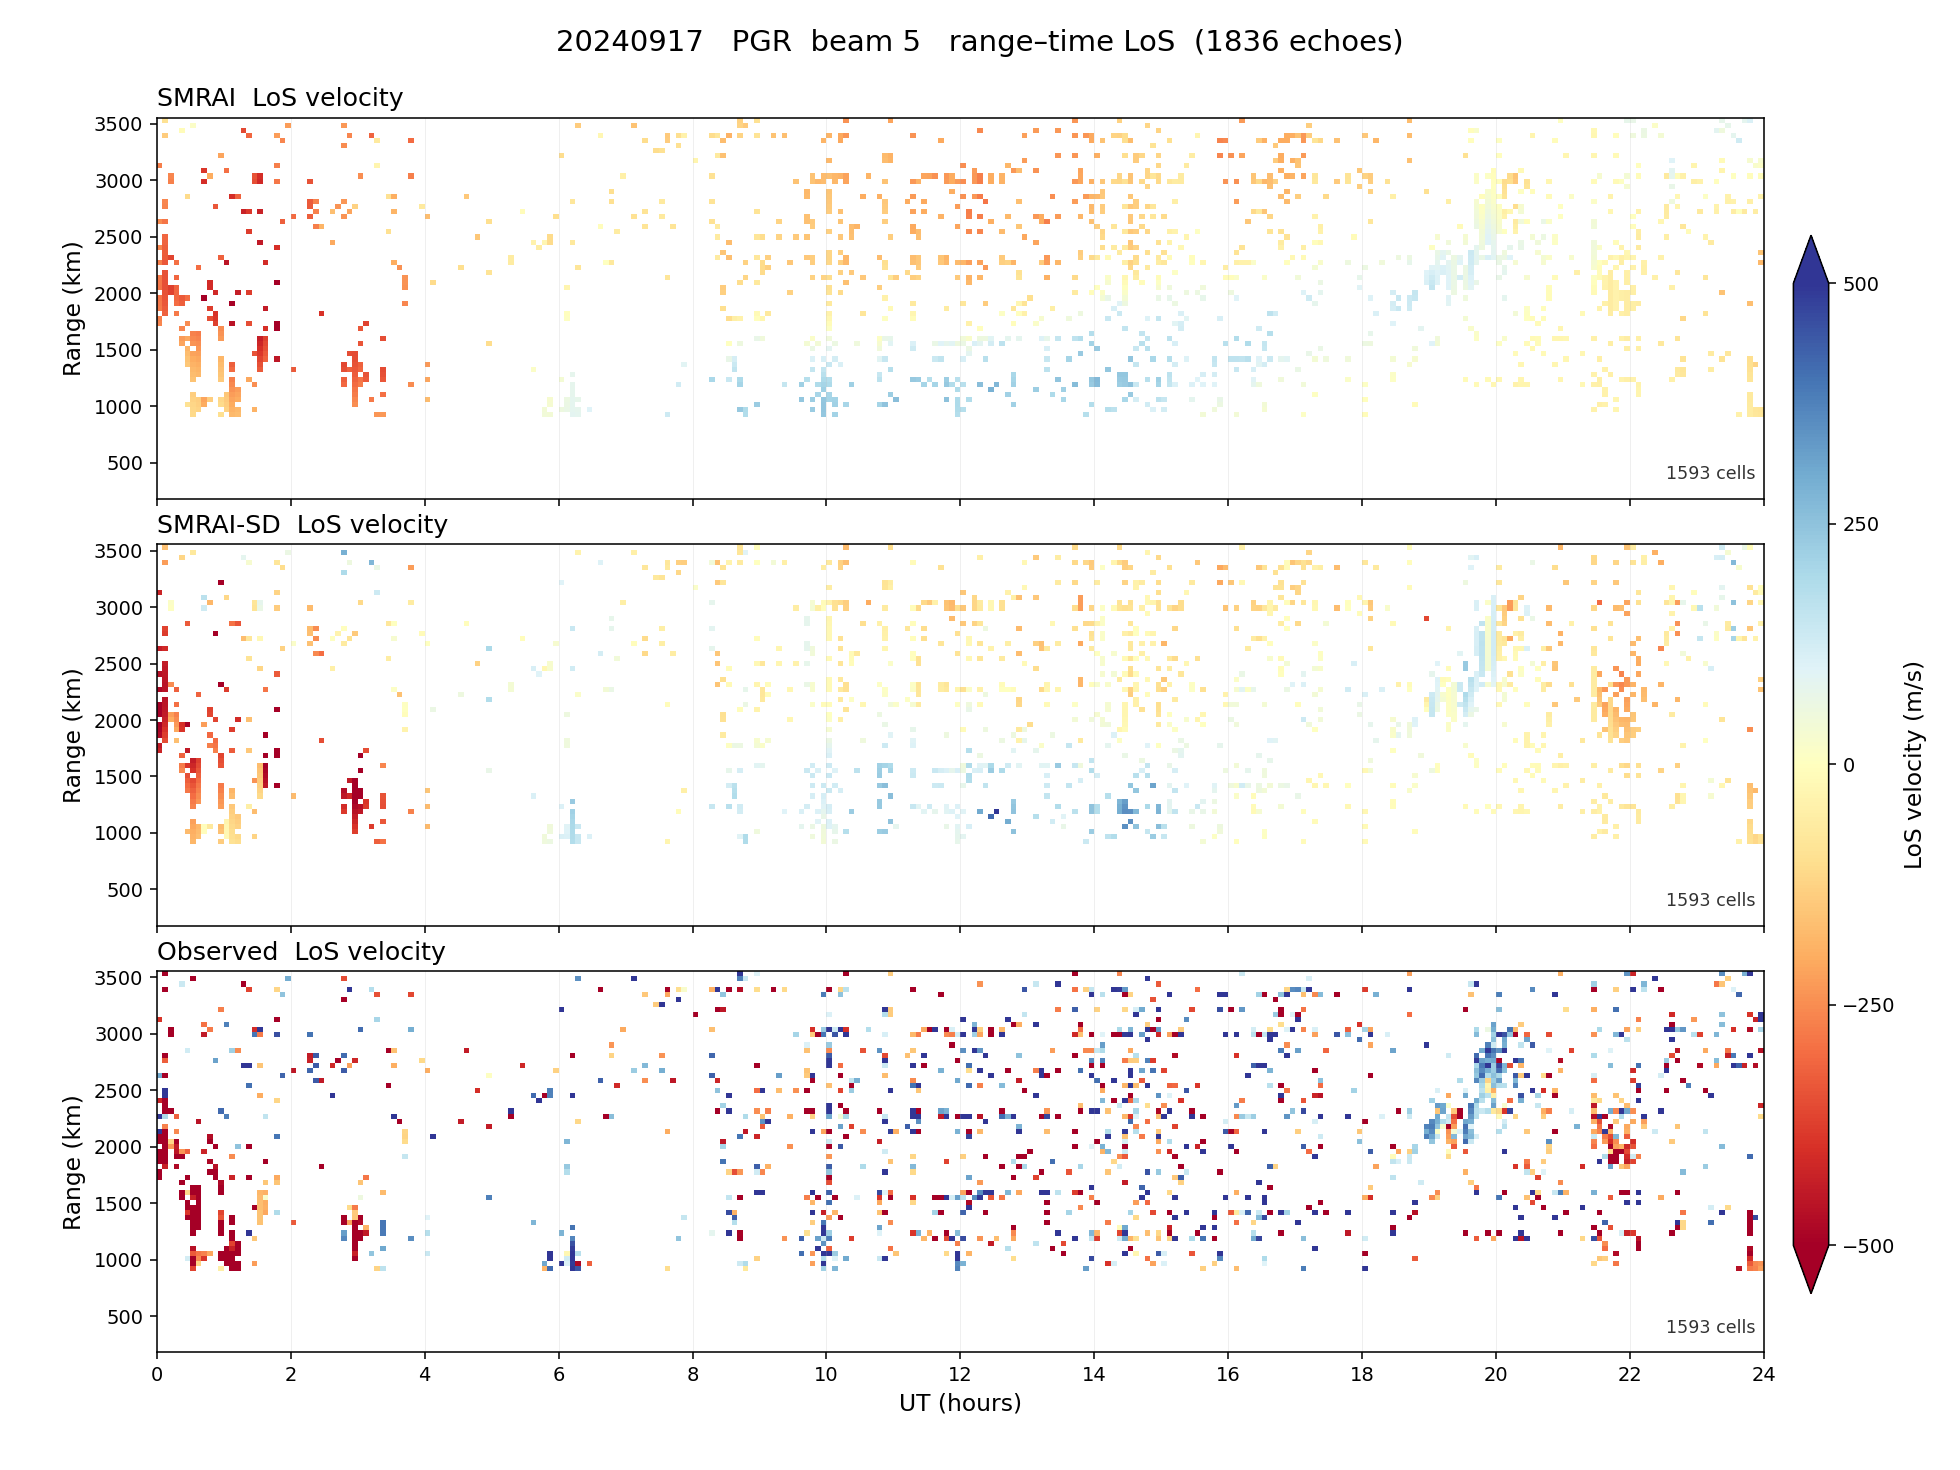 20240917   PGR  beam 5   range–time LoS  (1836 echoes)
SMRAI  LoS velocity
3500
3000
2500
2000
1500
1000
500
Range (km)
1593 cells
SMRAI-SD  LoS velocity
3500
3000
2500
2000
1500
1000
500
Range (km)
1593 cells
Observed  LoS velocity
3500
3000
2500
2000
1500
1000
500
Range (km)
1593 cells
0 2 4 6 8 10 12 14 16 18 20 22 24
UT (hours)
500
250
0
−250
−500
LoS velocity (m/s)